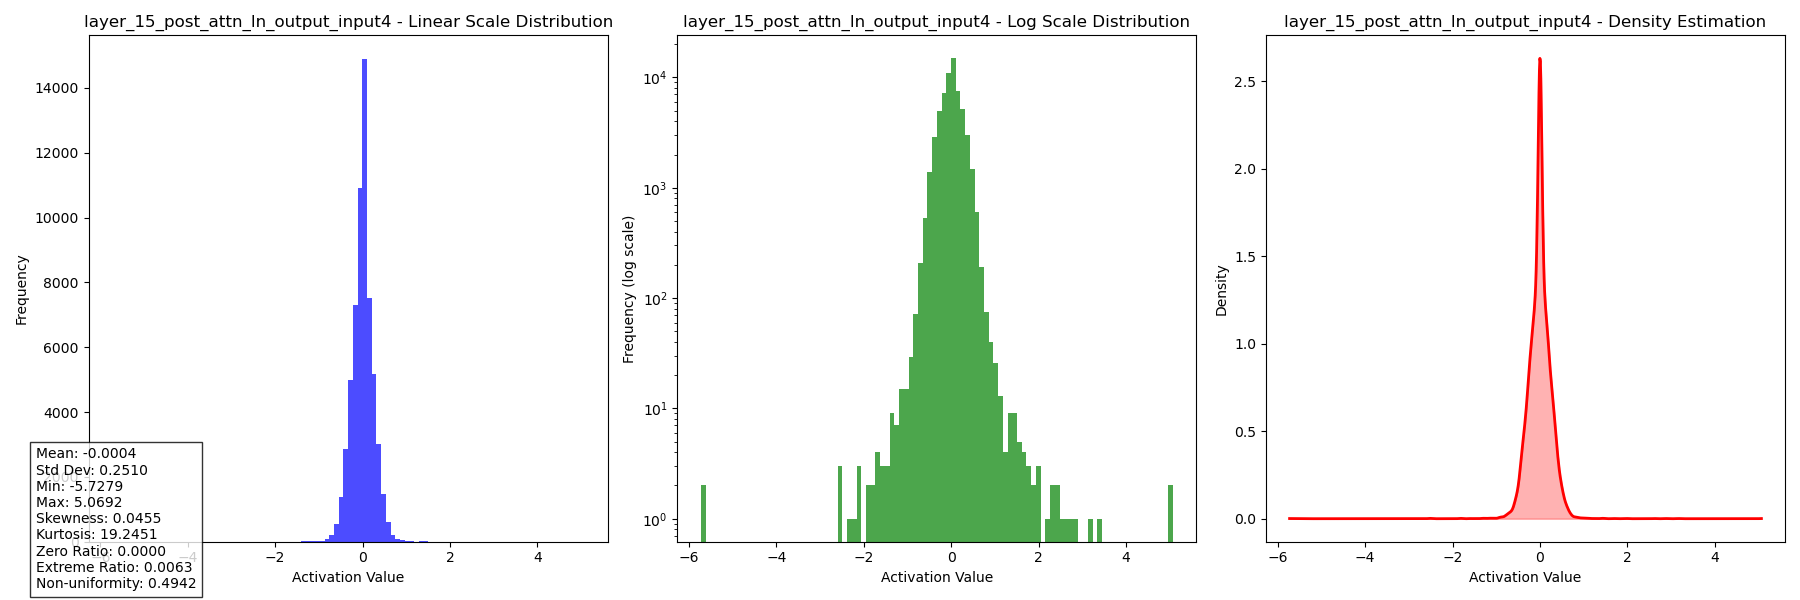 layer_15_post_attn_ln_output_input4 - Linear Scale Distribution
14000
12000
10000
8000
6000
4000
2000
0
Frequency
−6
−4
−2
0
2
4
Activation Value
Mean: -0.0004
Std Dev: 0.2510
Min: -5.7279
Max: 5.0692
Skewness: 0.0455
Kurtosis: 19.2451
Zero Ratio: 0.0000
Extreme Ratio: 0.0063
Non-uniformity: 0.4942
layer_15_post_attn_ln_output_input4 - Log Scale Distribution
10⁴
10³
10²
10¹
10⁰
Frequency (log scale)
−6
−4
−2
0
2
4
Activation Value
layer_15_post_attn_ln_output_input4 - Density Estimation
2.5
2.0
1.5
1.0
0.5
0.0
Density
−6
−4
−2
0
2
4
Activation Value